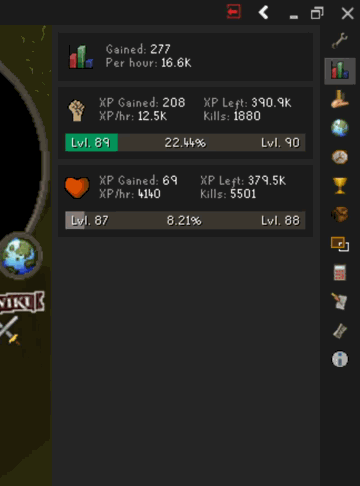 Gained: 277
Per hour: 16.6K
XP Gained: 208 XP Left: 390.9K
XP/hr: 12.5K Kills: 1880
Lvl. 89 22.44% Lvl. 90
XP Gained: 69 XP Left: 379.5K
XP/hr: 4140 Kills: 5501
Lvl. 87 8.21% Lvl. 88
WIKI